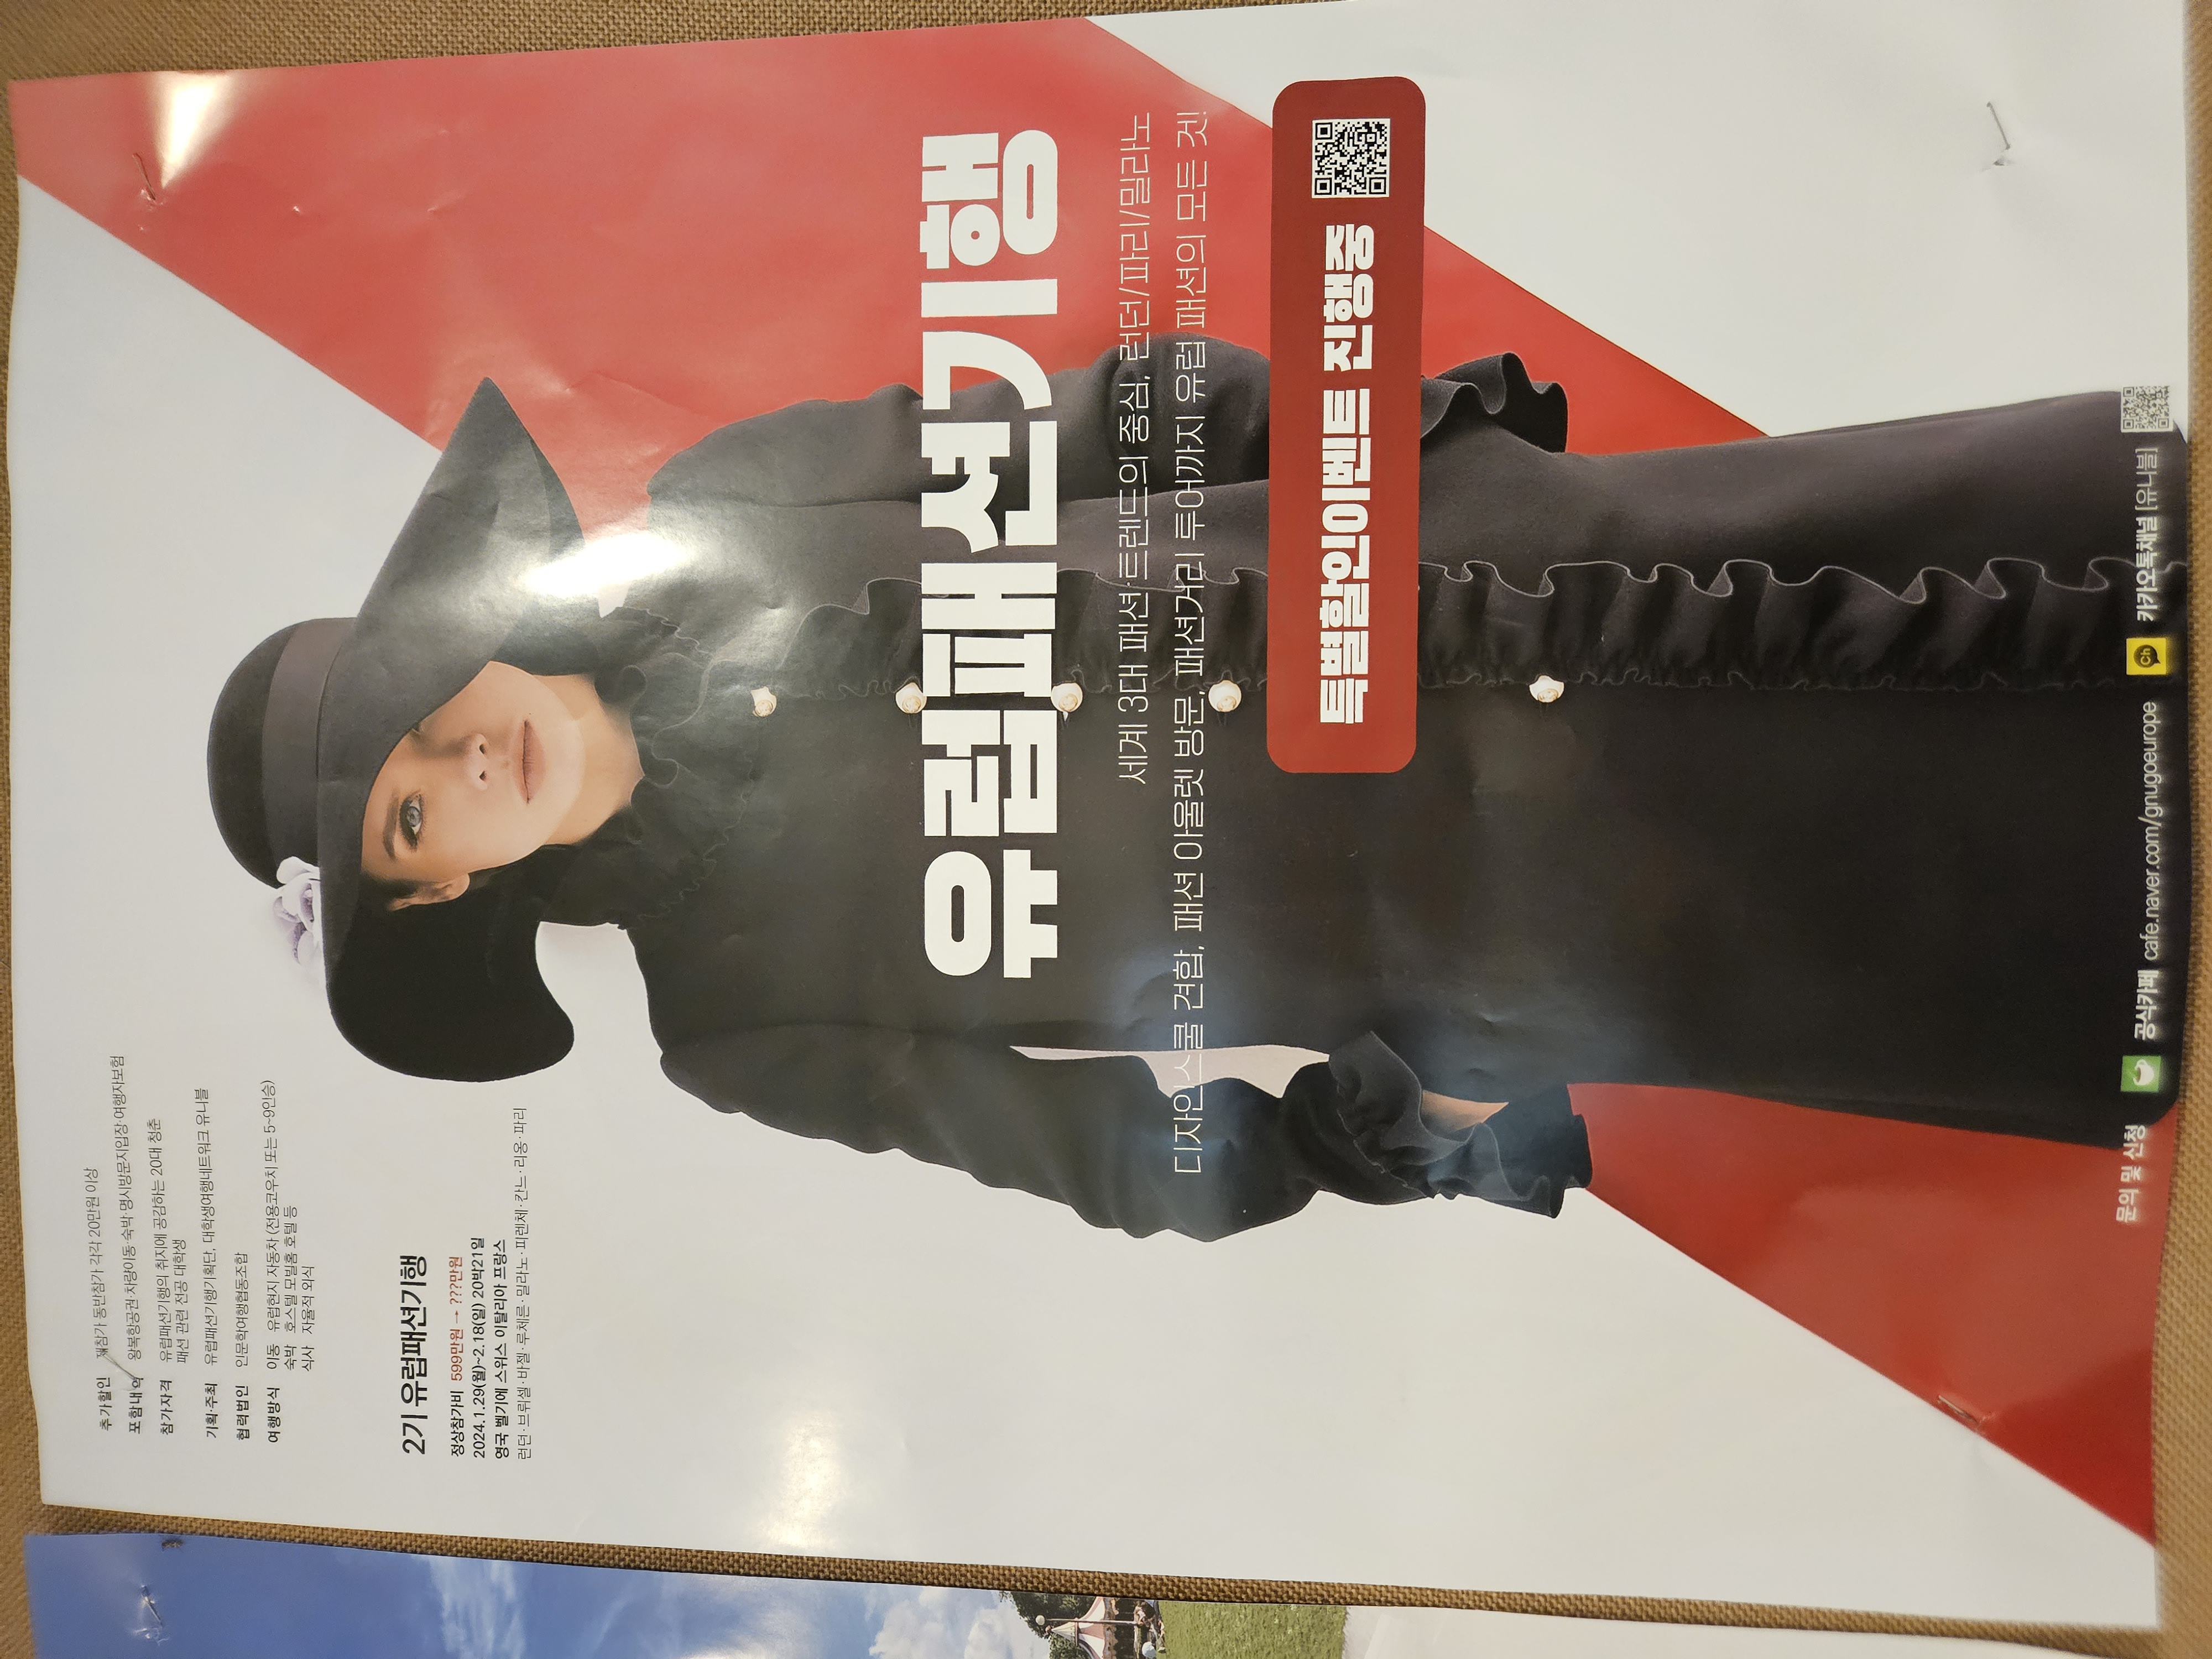 추가할인 재참가 동반참가 각각 20만원 이상
포함내역 왕복항공권·차량이동·숙박·명시방문지입장·여행자보험
참가자격 유럽패션기행의 취지에 공감하는 20대 청춘
패션 관련 전공 대학생
기획·주최 유럽패션기행기획단, 대학생여행네트워크 유니블
협력법인 인문학여행협동조합
여행방식 이동 유럽현지 자동차 (전용코우치 또는 5~9인승)
숙박 호스텔 모빌홈 호텔 등
식사 자율적 외식
2기 유럽패션기행
정상참가비 599만원 → ???만원
2024.1.29(월)~2.18(일) 20박21일
영국 벨기에 스위스 이탈리아 프랑스
런던·브뤼셀·바젤·루체른·밀라노·피렌체·칸느·리옹·파리
유럽패션기행
세계 3대 패션 트렌드의 중심, 런던/파리/밀라노
디자인스쿨 견합, 패션 아울렛 방문, 패션거리 투어까지 유럽 패션의 모든 것!
특별할인이벤트 진행중
문의 및 신청 공식카페 cafe.naver.com/gnugoeurope Ch 카카오톡채널 [유니블]